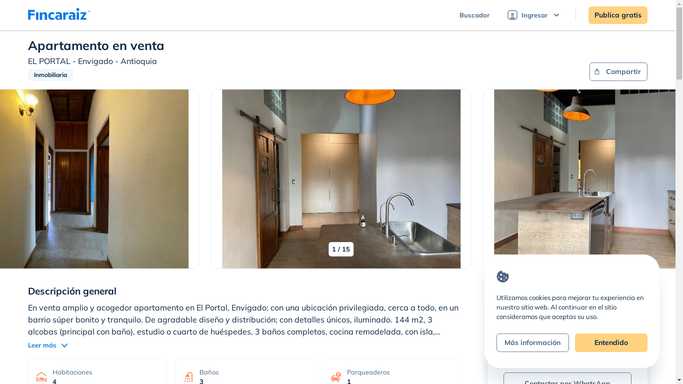 Fincaraiz
Buscador
Ingresar
Publica gratis
Apartamento en venta
EL PORTAL - Envigado - Antioquia
Inmobiliaria
Compartir
1 / 15
Descripción general
En venta amplio y acogedor apartamento en El Portal, Envigado; con una ubicación privilegiada, cerca a todo, en un
barrio súper bonito y tranquilo. De agradable diseño y distribución; con detalles únicos, iluminado. 144 m2, 3
alcobas (principal con baño), estudio o cuarto de huéspedes, 3 baños completos, cocina remodelada, con isla,...
Leer más
Habitaciones
4
Baños
3
Parqueaderos
1
Utilizamos cookies para mejorar tu experiencia en
nuestro sitio web. Al continuar en el sitio
consideramos que aceptas su uso.
Más información
Entendido
Contactar por WhatsApp